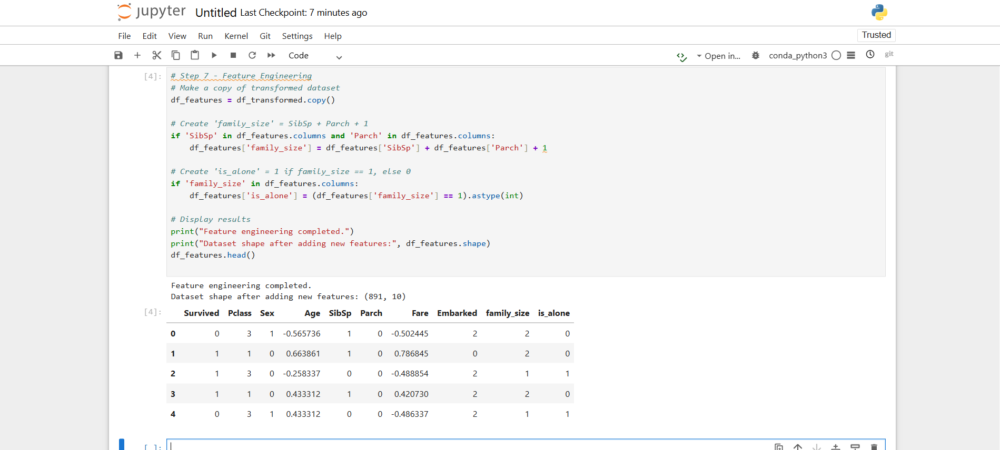 jupyter Untitled Last Checkpoint: 7 minutes ago
File Edit View Run Kernel Git Settings Help Trusted
Code Open in... conda_python3 git
[4]: # Step 7 - Feature Engineering
# Make a copy of transformed dataset
df_features = df_transformed.copy()
# Create 'family_size' = SibSp + Parch + 1
if 'SibSp' in df_features.columns and 'Parch' in df_features.columns:
    df_features['family_size'] = df_features['SibSp'] + df_features['Parch'] + 1
# Create 'is_alone' = 1 if family_size == 1, else 0
if 'family_size' in df_features.columns:
    df_features['is_alone'] = (df_features['family_size'] == 1).astype(int)
# Display results
print("Feature engineering completed.")
print("Dataset shape after adding new features:", df_features.shape)
df_features.head()
Feature engineering completed.
Dataset shape after adding new features: (891, 10)
[4]: Survived Pclass Sex Age SibSp Parch Fare Embarked family_size is_alone
0 0 3 1 -0.565736 1 0 -0.502445 2 2 0
1 1 1 0 0.663861 1 0 0.786845 0 2 0
2 1 3 0 -0.258337 0 0 -0.488854 2 1 1
3 1 1 0 0.433312 1 0 0.420730 2 2 0
4 0 3 1 0.433312 0 0 -0.486337 2 1 1
[ ]: